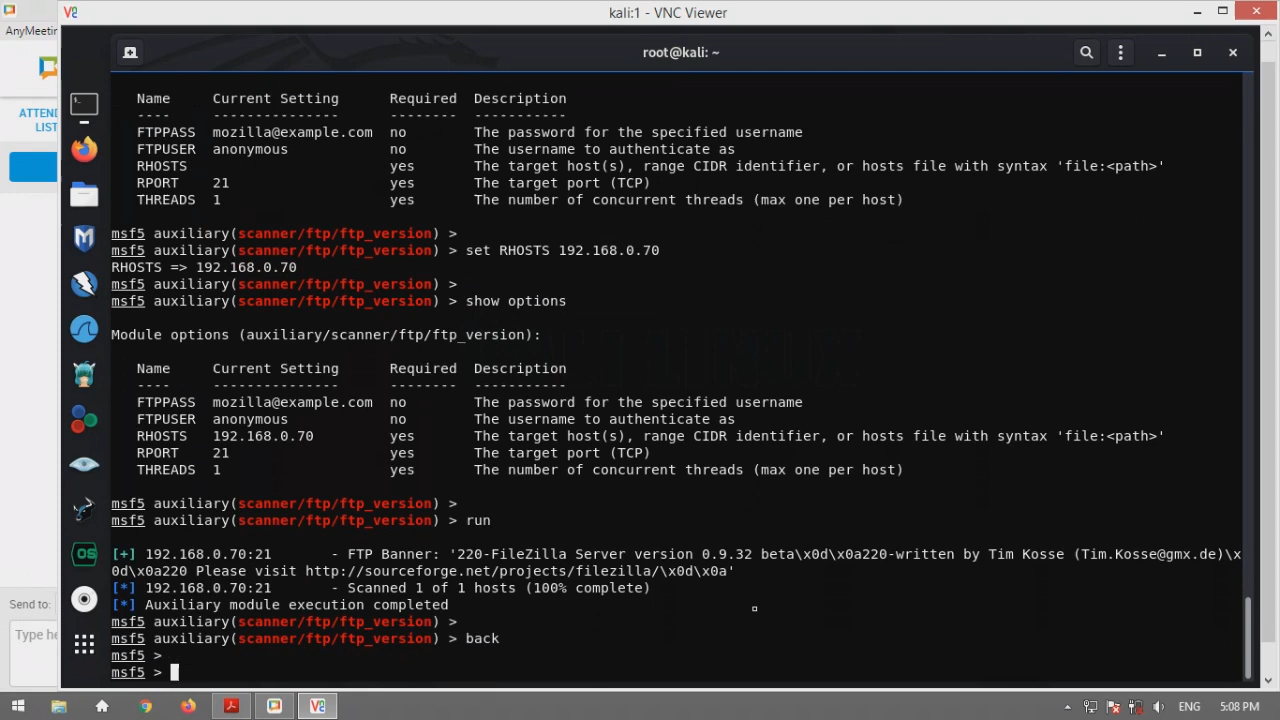 kali:1 - VNC Viewer
AnyMeeting
root@kali: ~
ATTEND
LIST
Name Current Setting Required Description
---- --------------- -------- -----------
FTPPASS mozilla@example.com no The password for the specified username
FTPUSER anonymous no The username to authenticate as
RHOSTS yes The target host(s), range CIDR identifier, or hosts file with syntax 'file:<path>'
RPORT 21 yes The target port (TCP)
THREADS 1 yes The number of concurrent threads (max one per host)
msf5 auxiliary(scanner/ftp/ftp_version) >
msf5 auxiliary(scanner/ftp/ftp_version) > set RHOSTS 192.168.0.70
RHOSTS => 192.168.0.70
msf5 auxiliary(scanner/ftp/ftp_version) >
msf5 auxiliary(scanner/ftp/ftp_version) > show options
Module options (auxiliary/scanner/ftp/ftp_version):
Name Current Setting Required Description
---- --------------- -------- -----------
FTPPASS mozilla@example.com no The password for the specified username
FTPUSER anonymous no The username to authenticate as
RHOSTS 192.168.0.70 yes The target host(s), range CIDR identifier, or hosts file with syntax 'file:<path>'
RPORT 21 yes The target port (TCP)
THREADS 1 yes The number of concurrent threads (max one per host)
msf5 auxiliary(scanner/ftp/ftp_version) >
msf5 auxiliary(scanner/ftp/ftp_version) > run
[+] 192.168.0.70:21 - FTP Banner: '220-FileZilla Server version 0.9.32 beta\x0d\x0a220-written by Tim Kosse (Tim.Kosse@gmx.de)\x
0d\x0a220 Please visit http://sourceforge.net/projects/filezilla/\x0d\x0a'
[*] 192.168.0.70:21 - Scanned 1 of 1 hosts (100% complete)
[*] Auxiliary module execution completed
msf5 auxiliary(scanner/ftp/ftp_version) >
msf5 auxiliary(scanner/ftp/ftp_version) > back
msf5 >
msf5 >
Send to:
Type he
ENG
5:08 PM